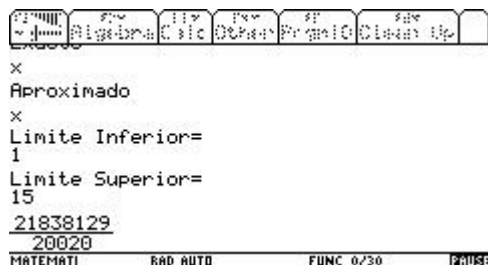 Algebra Calc Other PrgmIO Clean Up
Exacto
x
Aproximado
x
Limite Inferior=
1
Limite Superior=
15
21838129
20020
MATEMATI RAD AUTO FUNC 0/30 PAUSE